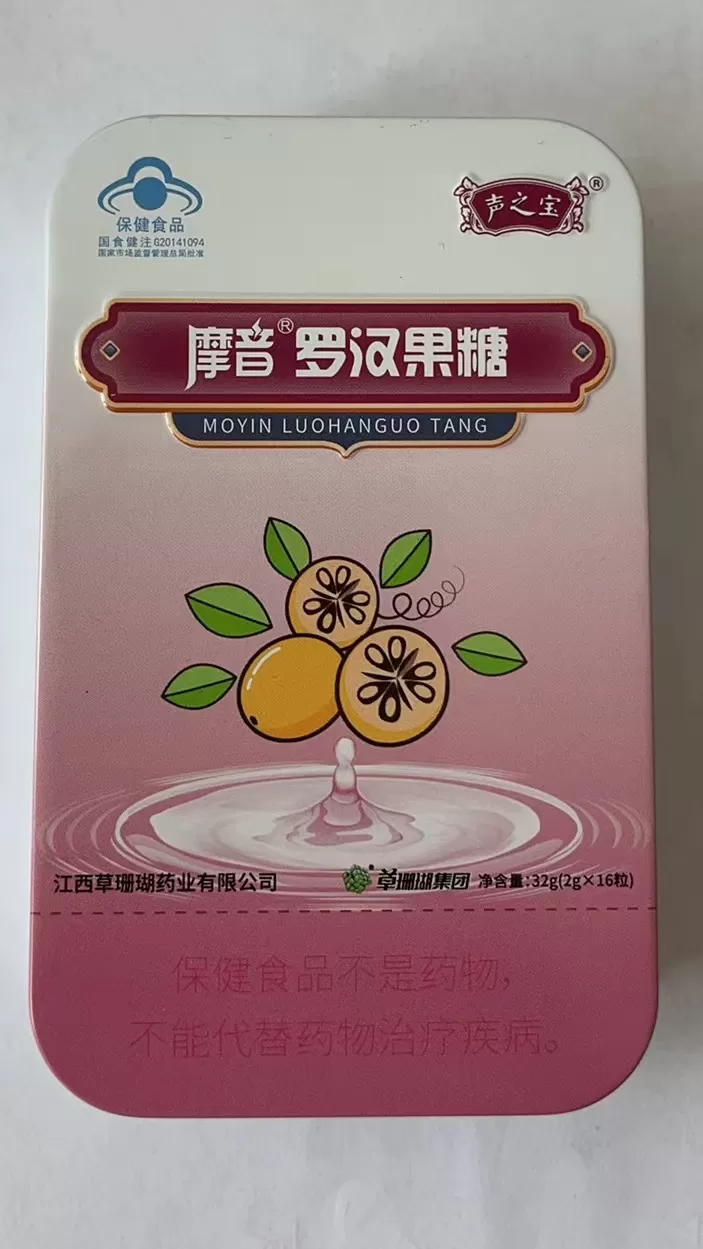 保健食品
国食健注G20141094
国家市场监督管理总局批准
声之宝®
摩音®罗汉果糖
MOYIN LUOHANGUO TANG
江西草珊瑚药业有限公司
草珊瑚集团 净含量:32g(2g×16粒)
保健食品不是药物,
不能代替药物治疗疾病。